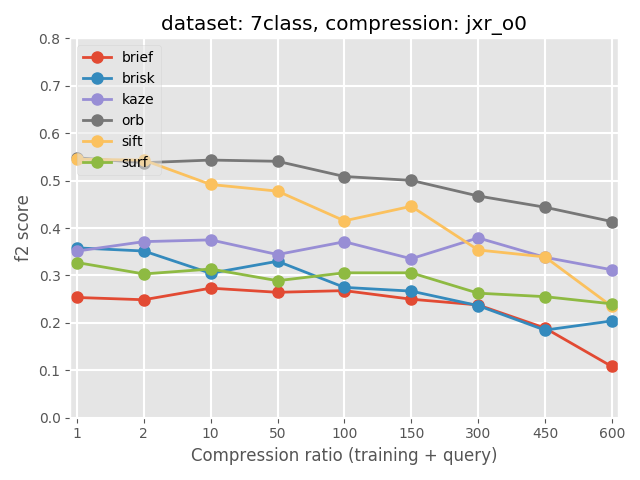 dataset: 7class, compression: jxr_o0
0.8
0.7
0.6
0.5
0.4
0.3
0.2
0.1
0.0
f2 score
brief
brisk
kaze
orb
sift
surf
1 2 10 50 100 150 300 450 600
Compression ratio (training + query)